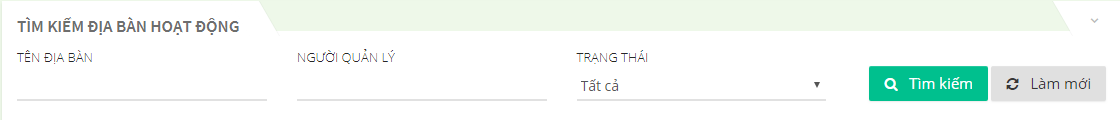 TÌM KIẾM ĐỊA BÀN HOẠT ĐỘNG
TÊN ĐỊA BÀN
NGƯỜI QUẢN LÝ
TRẠNG THÁI
Tất cả
Tìm kiếm
Làm mới